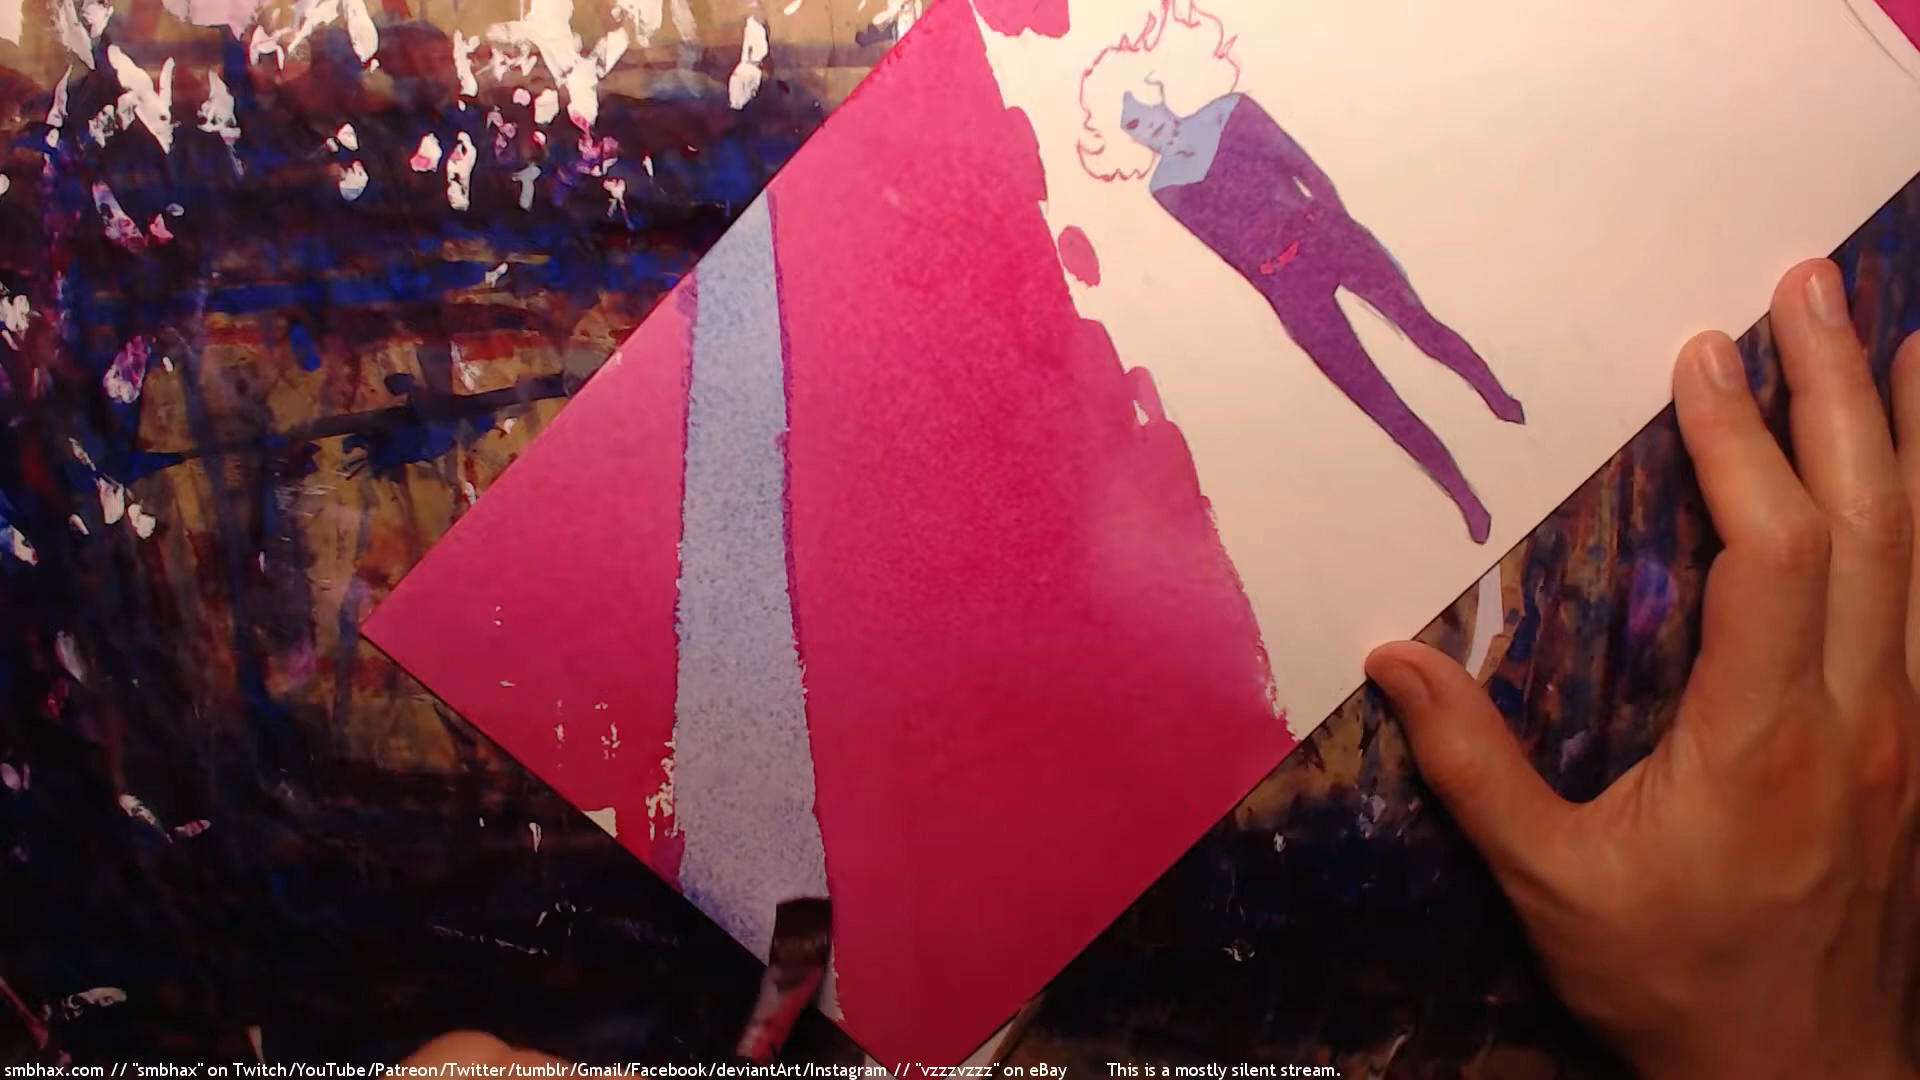 smbhax.com // "smbhax" on Twitch/YouTube/Patreon/Twitter/tumblr/Gmail/Facebook/deviantArt/Instagram // "vzzzvzzz" on eBay This is a mostly silent stream.